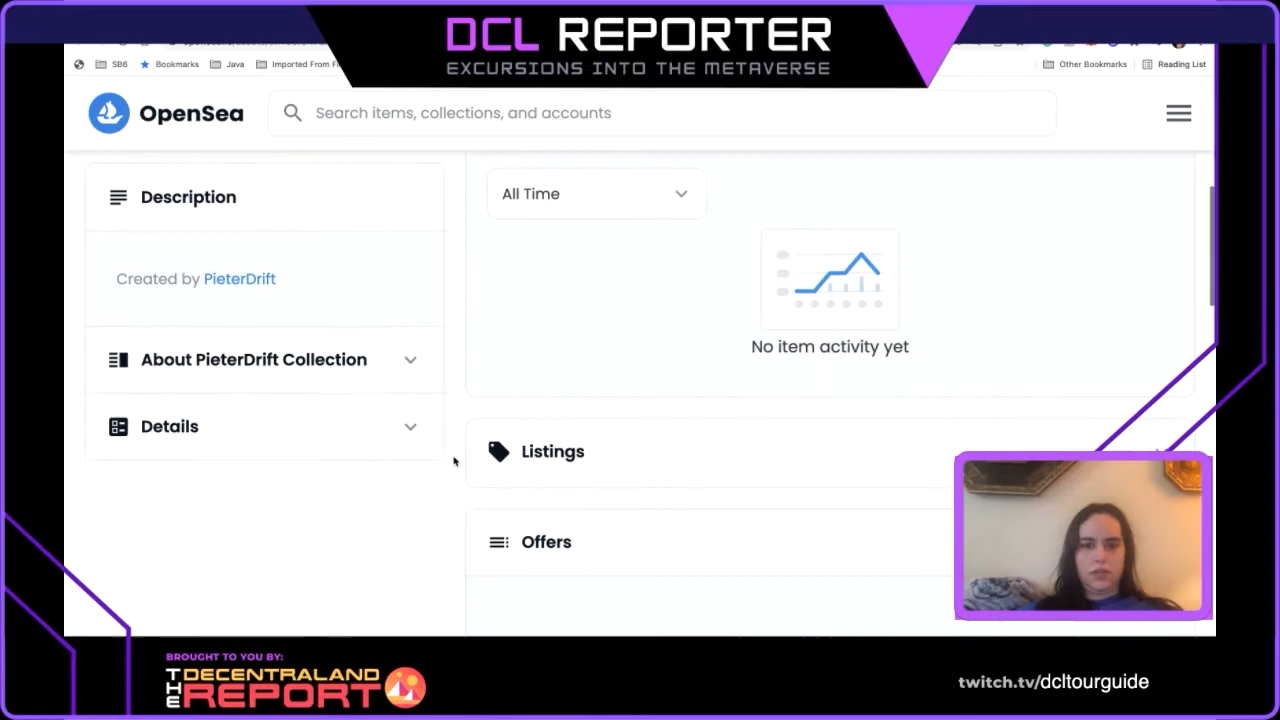 DCL REPORTER
EXCURSIONS INTO THE METAVERSE
SB6
Bookmarks
Java
Other Bookmarks
Reading List
OpenSea
Search items, collections, and accounts
Description
All Time
Created by PieterDrift
No item activity yet
About PieterDrift Collection
Details
Listings
Offers
BROUGHT TO YOU BY:
THE DECENTRALAND
REPORT
twitch.tv/dcltourguide